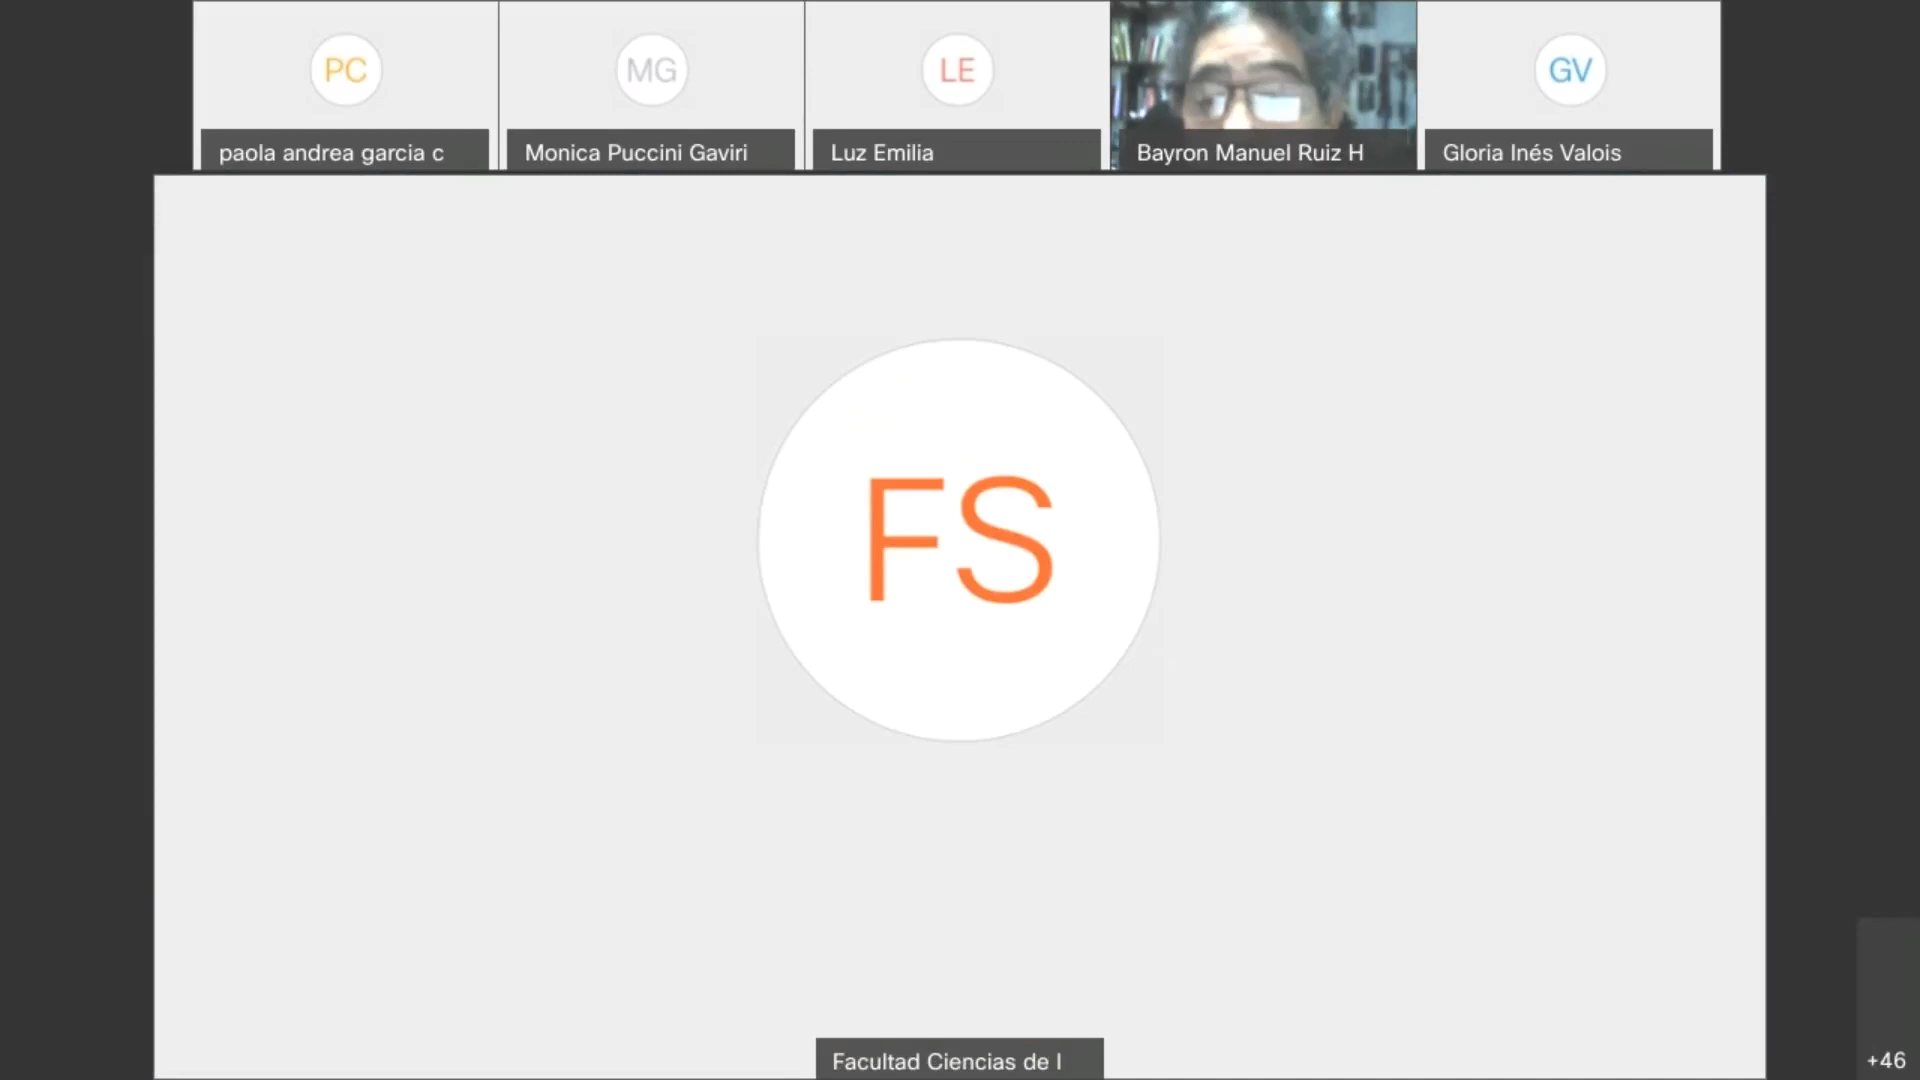 PC
MG
LE
GV
paola andrea garcia c
Monica Puccini Gaviri
Luz Emilia
Bayron Manuel Ruiz H
Gloria Inés Valois
FS
Facultad Ciencias de l
+46